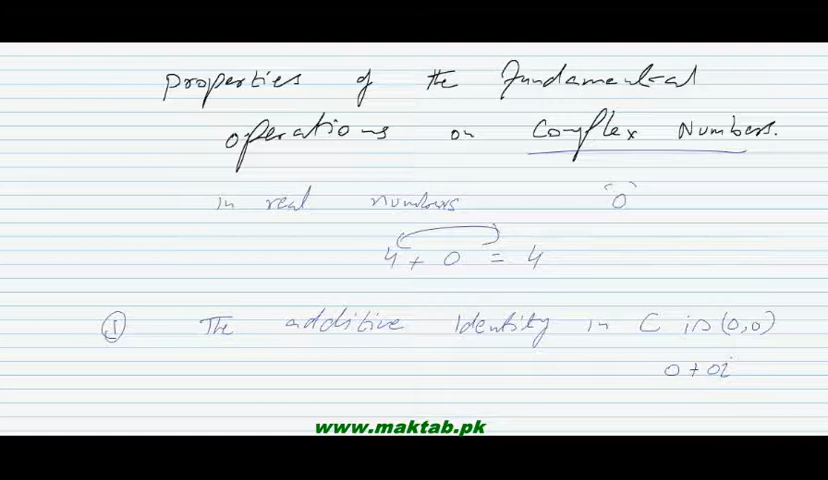 Properties of the Fundamental
operations on Complex Numbers.
in real numbers "0"
4 + 0 = 4
① The additive Identity in C is (0,0)
0 + 0i
www.maktab.pk